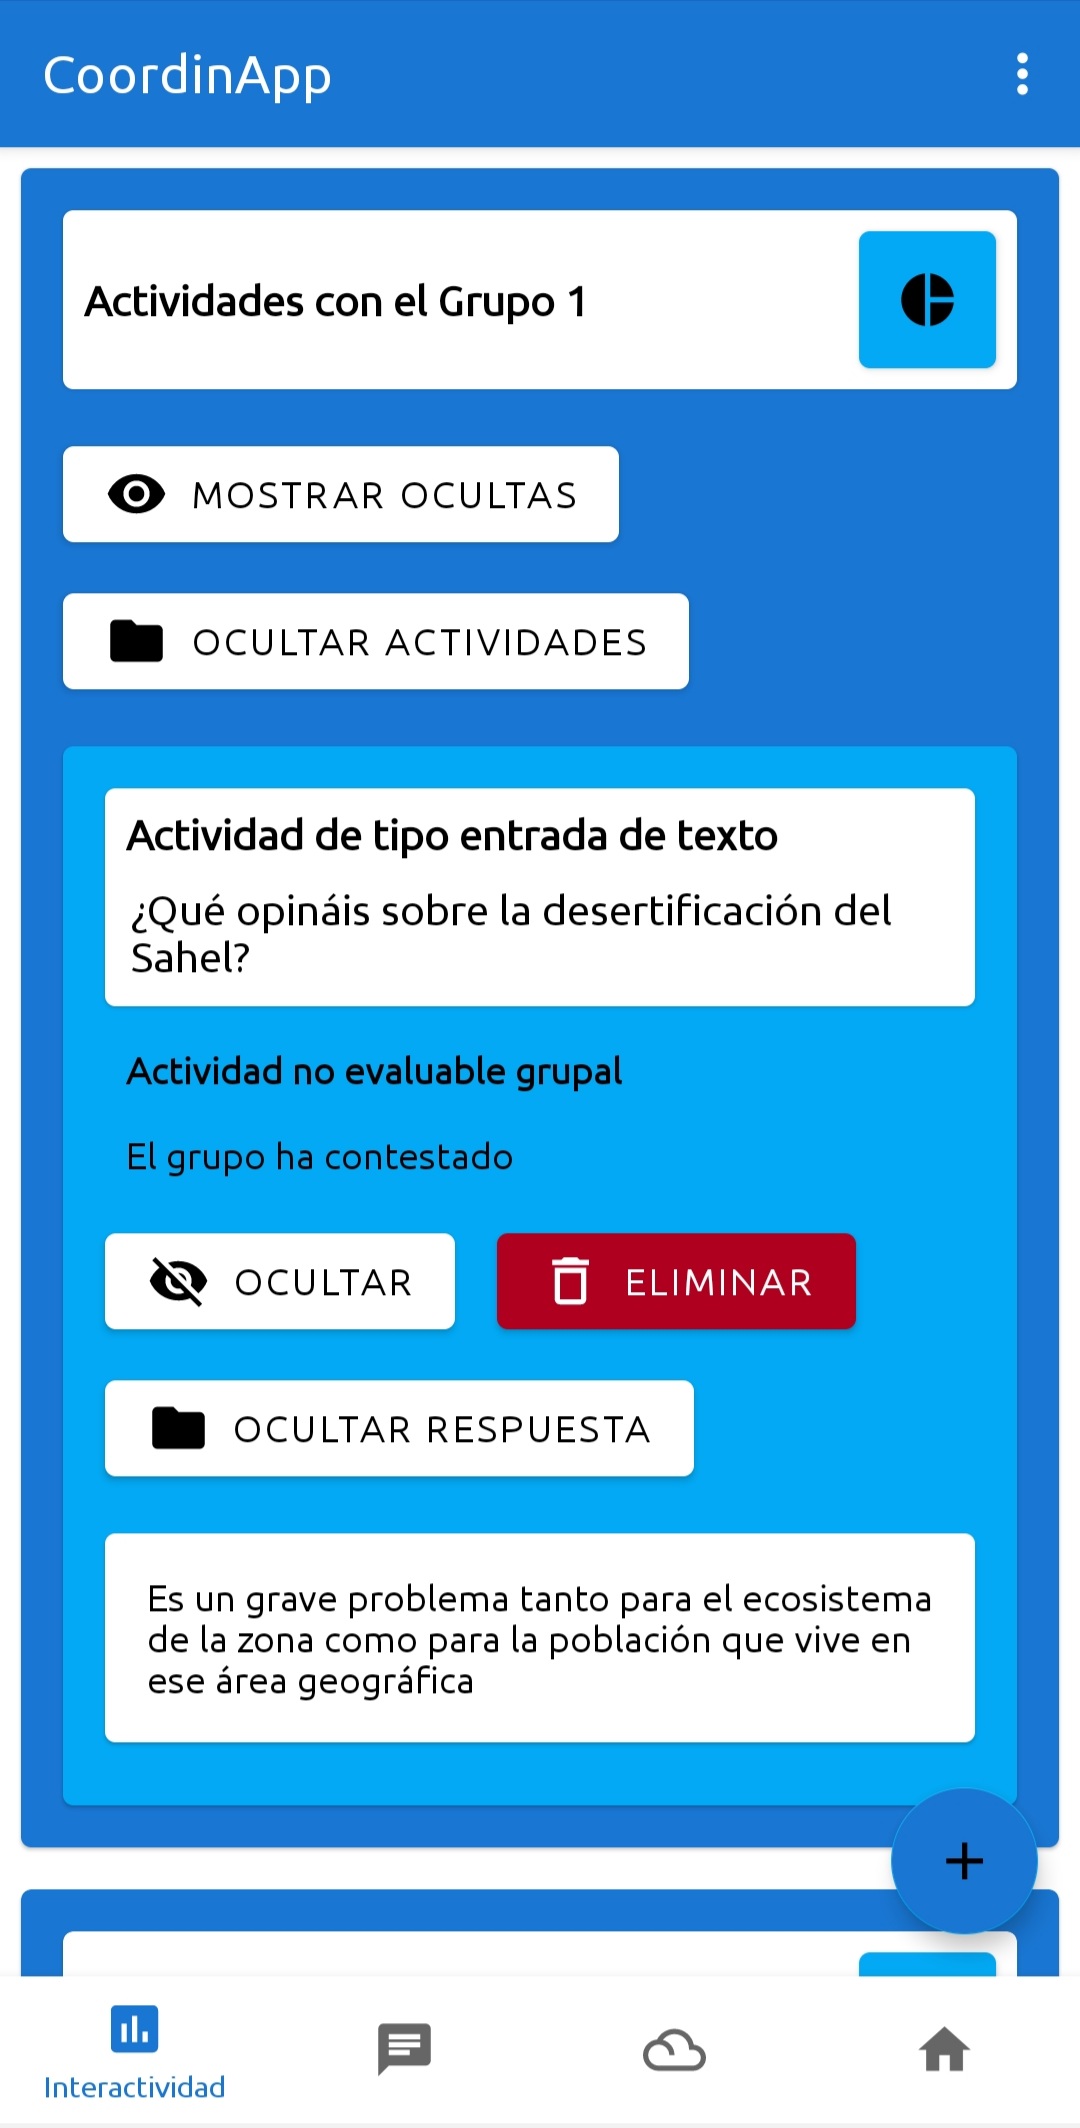 CoordinApp
Actividades con el Grupo 1
MOSTRAR OCULTAS
OCULTAR ACTIVIDADES
Actividad de tipo entrada de texto
¿Qué opináis sobre la desertificación del
Sahel?
Actividad no evaluable grupal
El grupo ha contestado
OCULTAR
ELIMINAR
OCULTAR RESPUESTA
Es un grave problema tanto para el ecosistema
de la zona como para la población que vive en
ese área geográfica
Interactividad